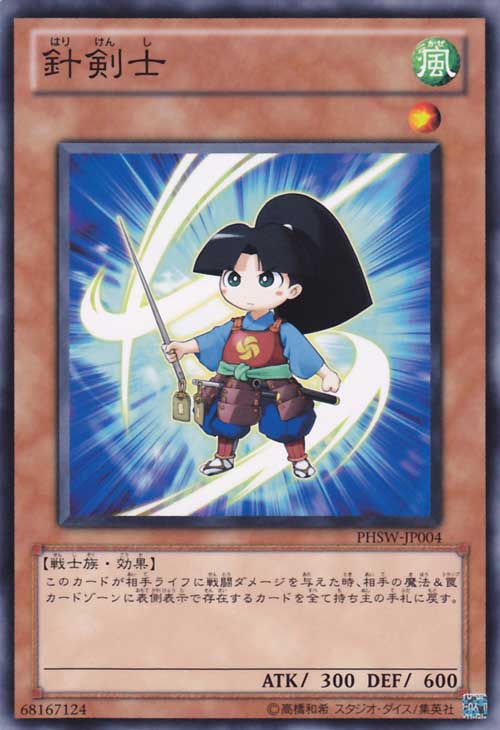 はり けん し
針剣士
かぜ
風
PHSW-JP004
【戦士族・効果】
このカードが相手ライフに戦闘ダメージを与えた時、相手の魔法&罠
カードゾーンに表側表示で存在するカードを全て持ち主の手札に戻す。
ATK/ 300 DEF/ 600
68167124
©高橋和希 スタジオ・ダイス/集英社